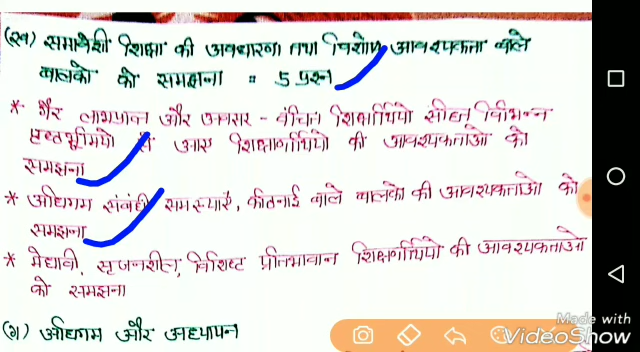 (ख) समावेशी शिक्षा की अवधारणा तथा विशेष आवश्यकता वाले
बालकों को समझना = 5 प्रश्न
* गैर लाभप्राप्त और अवसर - वंचित शिक्षार्थियों सहित विभिन्न
पृष्ठभूमियों से आए शिक्षार्थियों की आवश्यकताओं को
समझना
* अधिगम संबंधी समस्याएं, कठिनाई वाले बालकों की आवश्यकताओं को
समझना
* मेधावी, सृजनशील, विशिष्ट प्रतिभावान शिक्षार्थियों की आवश्यकताओं
को समझना
(ग) अधिगम और अध्यापन
Made with
VideoShow